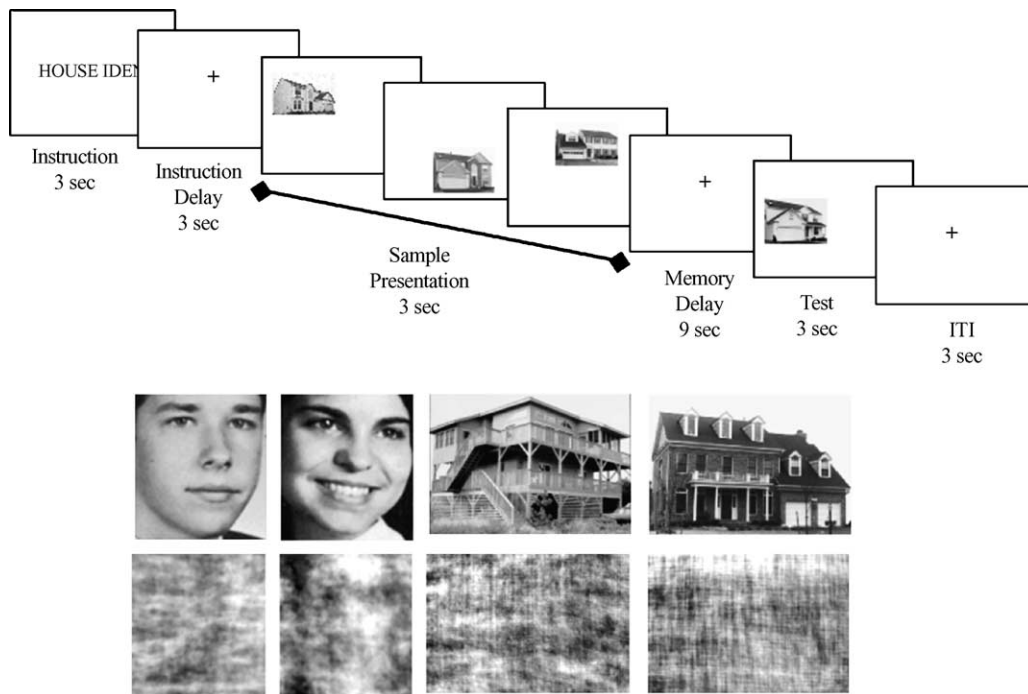 HOUSE IDEN
+
+
+
Instruction
3 sec
Instruction
Delay
3 sec
Sample
Presentation
3 sec
Memory
Delay
9 sec
Test
3 sec
ITI
3 sec